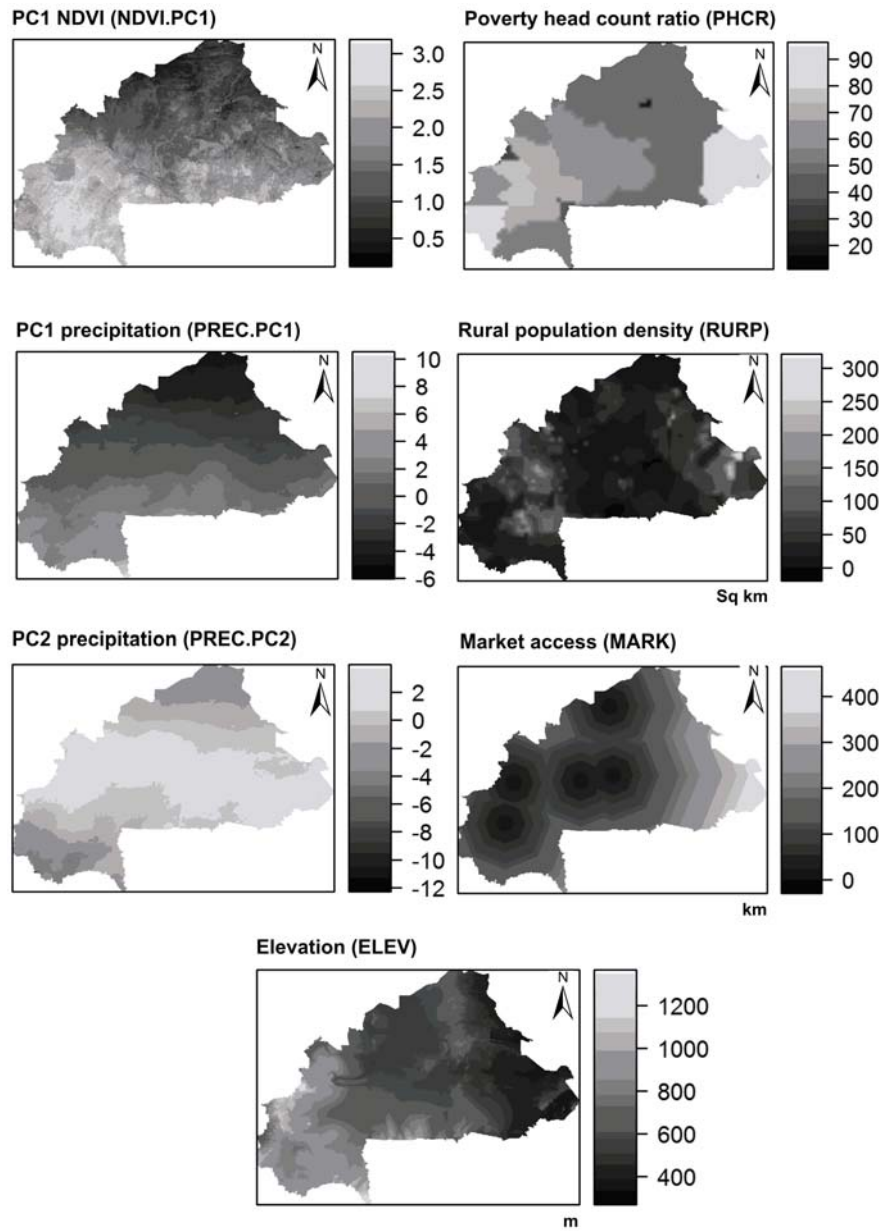 PC1 NDVI (NDVI.PC1)
N
3.0
2.5
2.0
1.5
1.0
0.5
Poverty head count ratio (PHCR)
N
90
80
70
60
50
40
30
20
PC1 precipitation (PREC.PC1)
N
10
8
6
4
2
0
-2
-4
-6
Rural population density (RURP)
N
300
250
200
150
100
50
0
Sq km
PC2 precipitation (PREC.PC2)
N
2
0
-2
-4
-6
-8
-10
-12
Market access (MARK)
N
400
300
200
100
0
km
Elevation (ELEV)
N
1200
1000
800
600
400
m